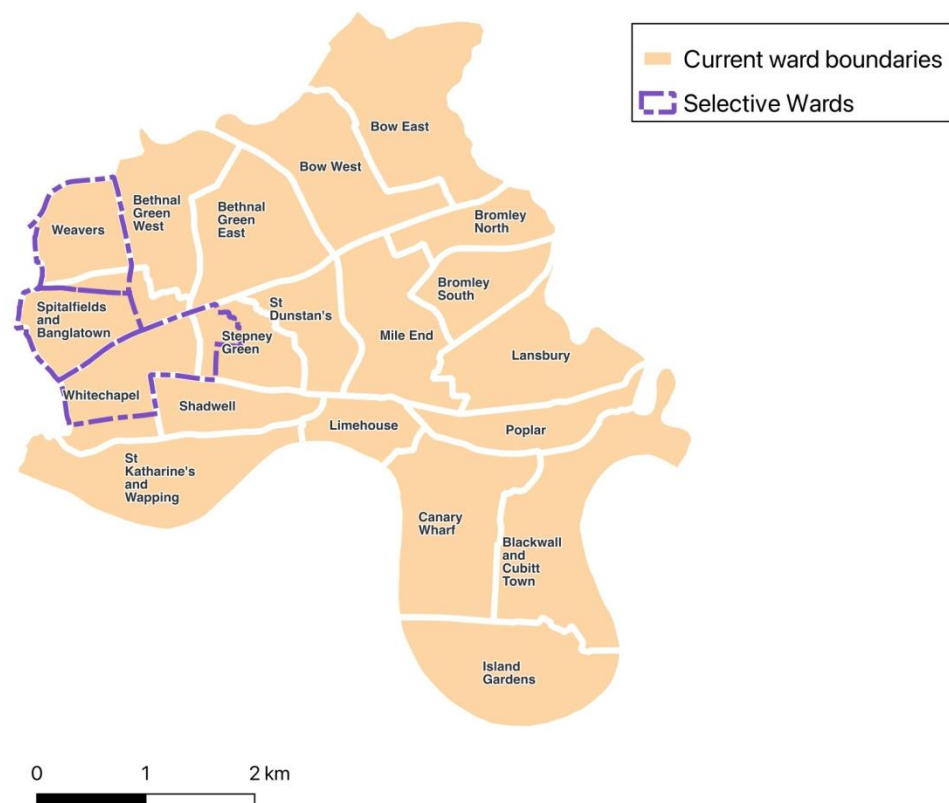 Current ward boundaries
Selective Wards
Bow East
Bow West
Bethnal
Green
West
Bethnal
Green
East
Weavers
Bromley
North
Bromley
South
Spitalfields
and
Banglatown
St
Dunstan's
Stepney
Green
Mile End
Lansbury
Whitechapel
Shadwell
Limehouse
Poplar
St
Katharine's
and
Wapping
Canary
Wharf
Blackwall
and
Cubitt
Town
Island
Gardens
0 1 2 km